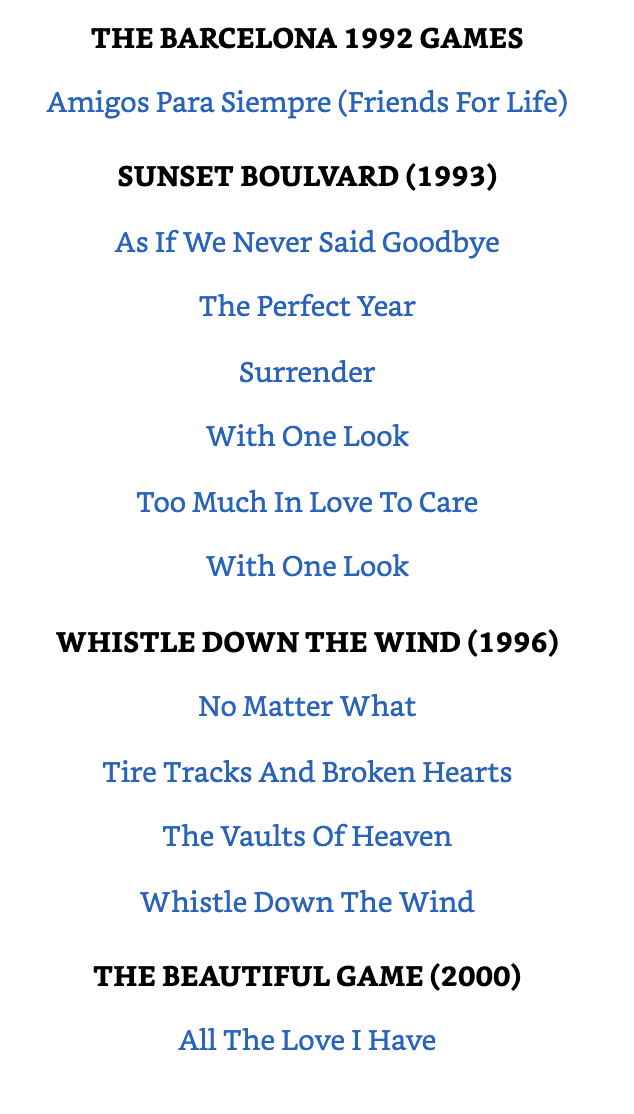 THE BARCELONA 1992 GAMES
Amigos Para Siempre (Friends For Life)
SUNSET BOULVARD (1993)
As If We Never Said Goodbye
The Perfect Year
Surrender
With One Look
Too Much In Love To Care
With One Look
WHISTLE DOWN THE WIND (1996)
No Matter What
Tire Tracks And Broken Hearts
The Vaults Of Heaven
Whistle Down The Wind
THE BEAUTIFUL GAME (2000)
All The Love I Have